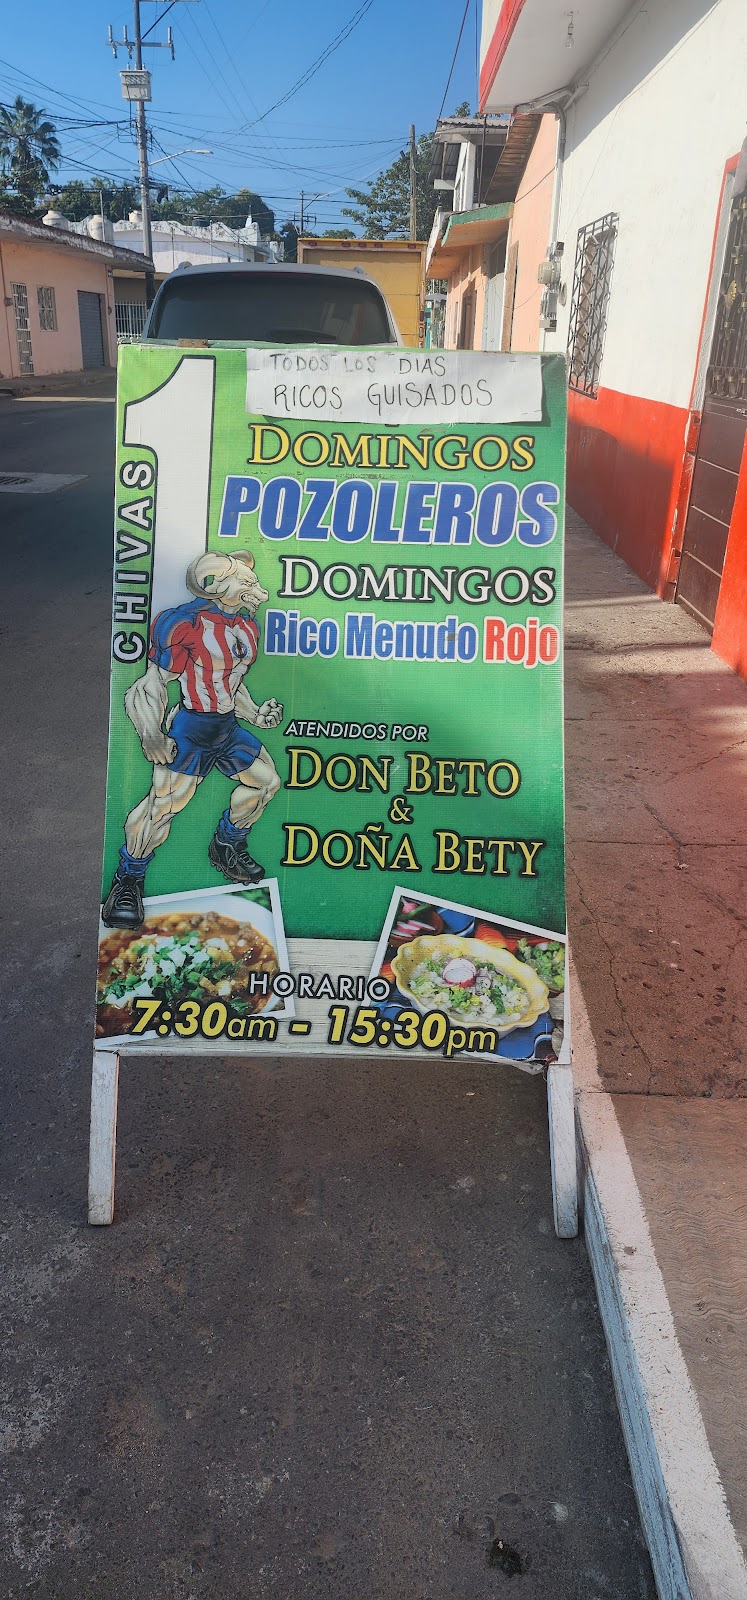 TODOS LOS DIAS
RICOS GUISADOS
CHIVAS 1
DOMINGOS
POZOLEROS
DOMINGOS
Rico Menudo Rojo
ATENDIDOS POR
DON BETO
&
DOÑA BETY
HORARIO
7:30am - 15:30pm